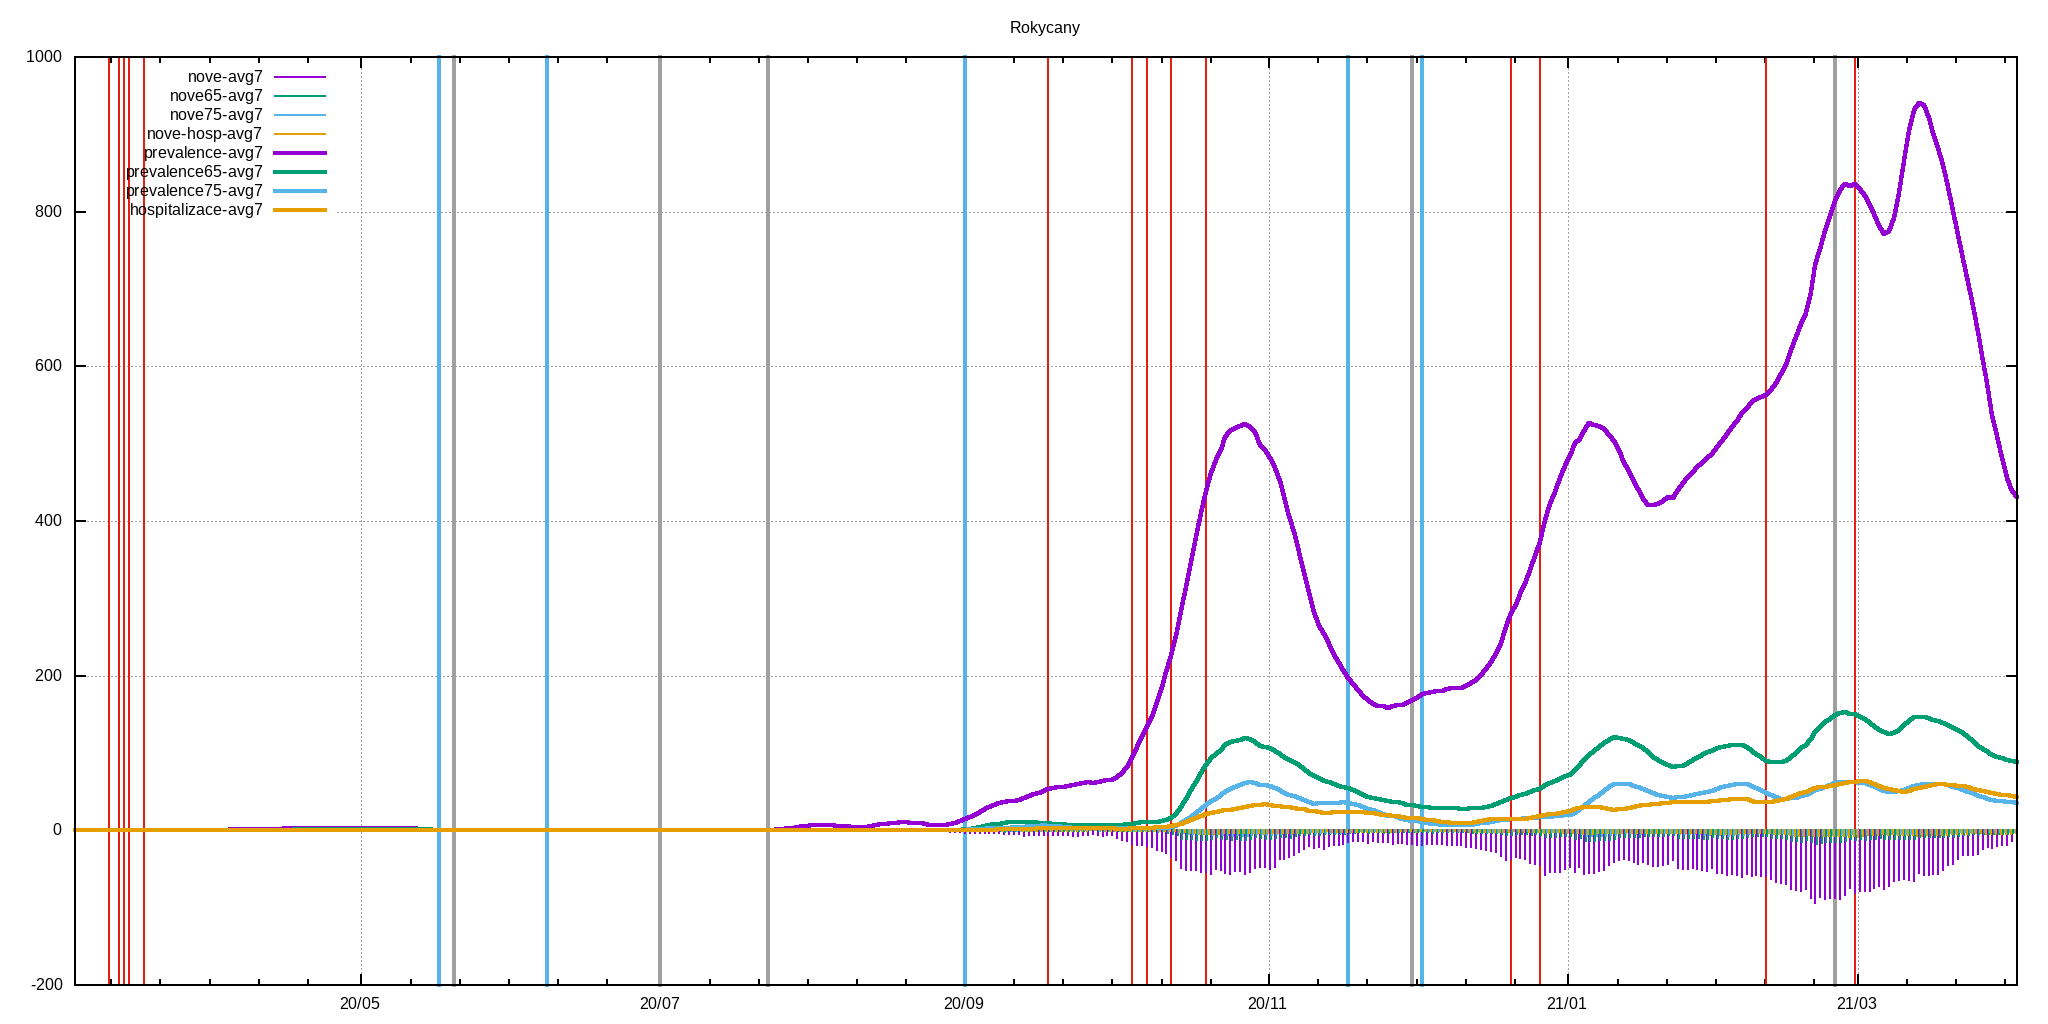 Rokycany
1000
800
600
400
200
0
-200
nove-avg7
nove65-avg7
nove75-avg7
nove-hosp-avg7
prevalence-avg7
prevalence65-avg7
prevalence75-avg7
hospitalizace-avg7
20/05 20/07 20/09 20/11 21/01 21/03